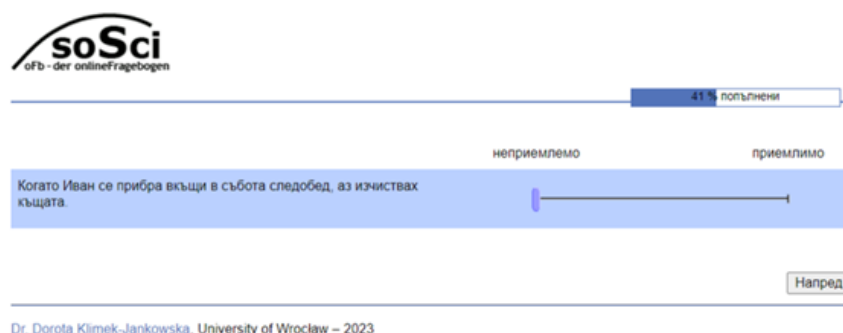 soSci
oFb - der onlineFragebogen
41 % попълнени
неприемлемо приемлимо
Когато Иван се прибра вкъщи в събота следобед, аз изчиствах
къщата.
Напред
Dr. Dorota Klimek-Jankowska, University of Wrocław – 2023